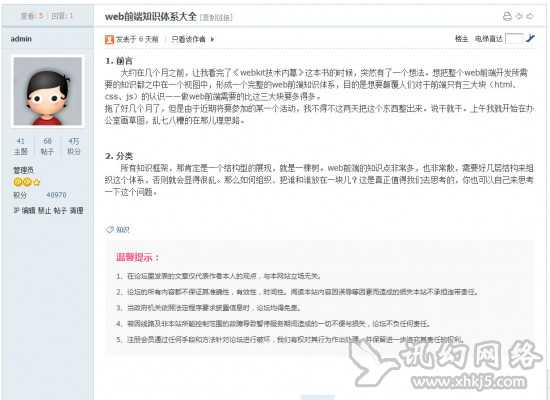 查看: 5 | 回复: 1
web前端知识体系大全 [复制链接]
admin
发表于 6 天前 | 只看该作者
楼主 电梯直达
1. 前言
大约在几个月之前，让我看完了《webkit技术内幕》这本书的时候，突然有了一个想法。想把整个web前端开发所需
要的知识都之中在一个视图中，形成一个完整的web前端知识体系，目的是想要颠覆人们对于前端只有三大块（html、
css、js）的认识——做web前端需要的比这三大块要多得多。
拖了好几个月了，但是由于近期将要参加的某一个活动，我不得不这两天把这个东西整出来。说干就干。上午我就开始在办
公室画草图，乱七八糟的在那儿理思路。
41 68 4万
主题 帖子 积分
管理员
积分 40970
IP 编辑 禁止 帖子 清理
2. 分类
所有知识框架，那肯定是一个结构型的展现，就是一棵树。web前端的知识点非常多，也非常散，需要好几层结构来组
织这个体系。否则就会显得很乱。那么如何组织、把谁和谁放在一块儿？这是真正值得我们去思考的，你也可以自己来思考
一下这个问题。
知识
温馨提示：
1、在论坛里发表的文章仅代表作者本人的观点，与本网站立场无关。
2、论坛的所有内容都不保证其准确性，有效性，时间性。阅读本站内容因误导等因素而造成的损失本站不承担连带责任。
3、当政府机关依照法定程序要求披露信息时，论坛均得免责。
4、若因线路及非本站所能控制范围的故障导致暂停服务期间造成的一切不便与损失，论坛不负任何责任。
5、注册会员通过任何手段和方法针对论坛进行破坏，我们有权对其行为作出处理。并保留进一步追究其责任的权利。
讯幻网络
www.xhkj5.com